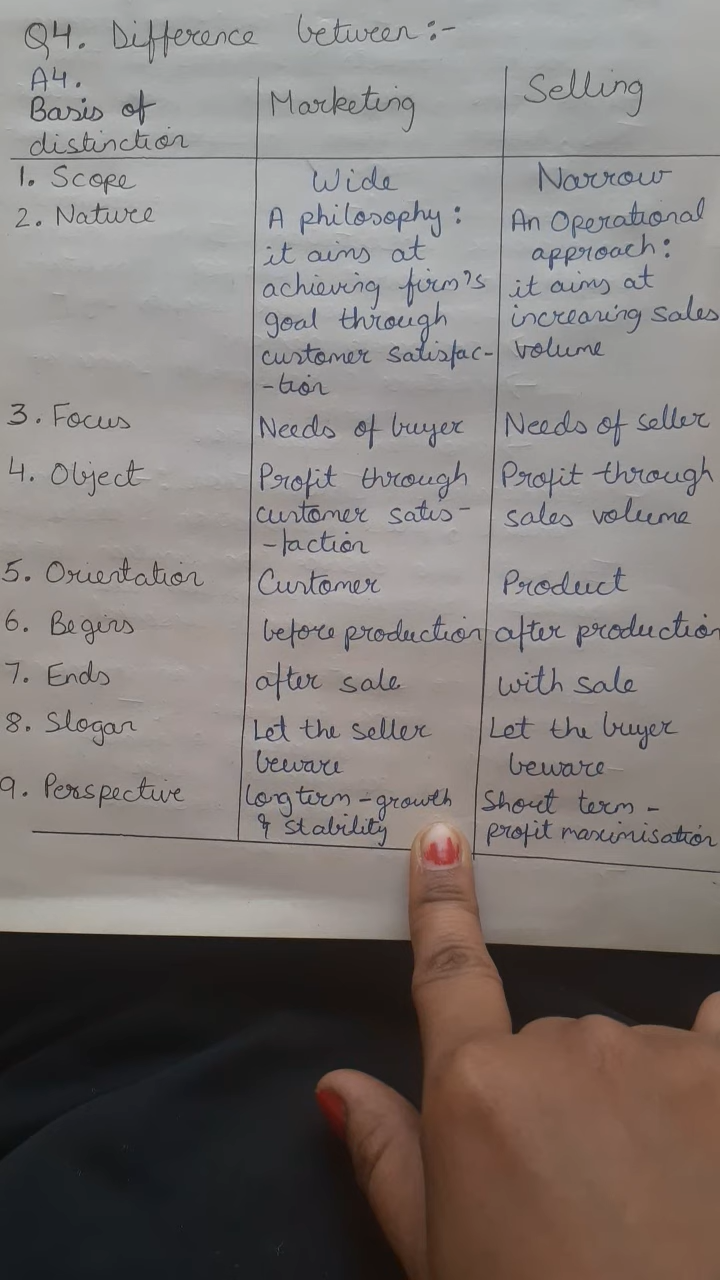 Q4. Difference between:-
A4.
Basis of distinction | Marketing | Selling
1. Scope | Wide | Narrow
2. Nature | A philosophy: | An Operational
it aims at | approach:
achieving firm's | it aims at
goal through | increasing sales
customer satisfac- | volume
-tion
3. Focus | Needs of buyer | Needs of seller
4. Object | Profit through | Profit through
customer satis- | sales volume
-faction
5. Orientation | Customer | Product
6. Begins | before production | after production
7. Ends | after sale | with sale
8. Slogan | Let the seller | Let the buyer
beware | beware
9. Perspective | long term - growth | Short term -
& stability | profit maximisation